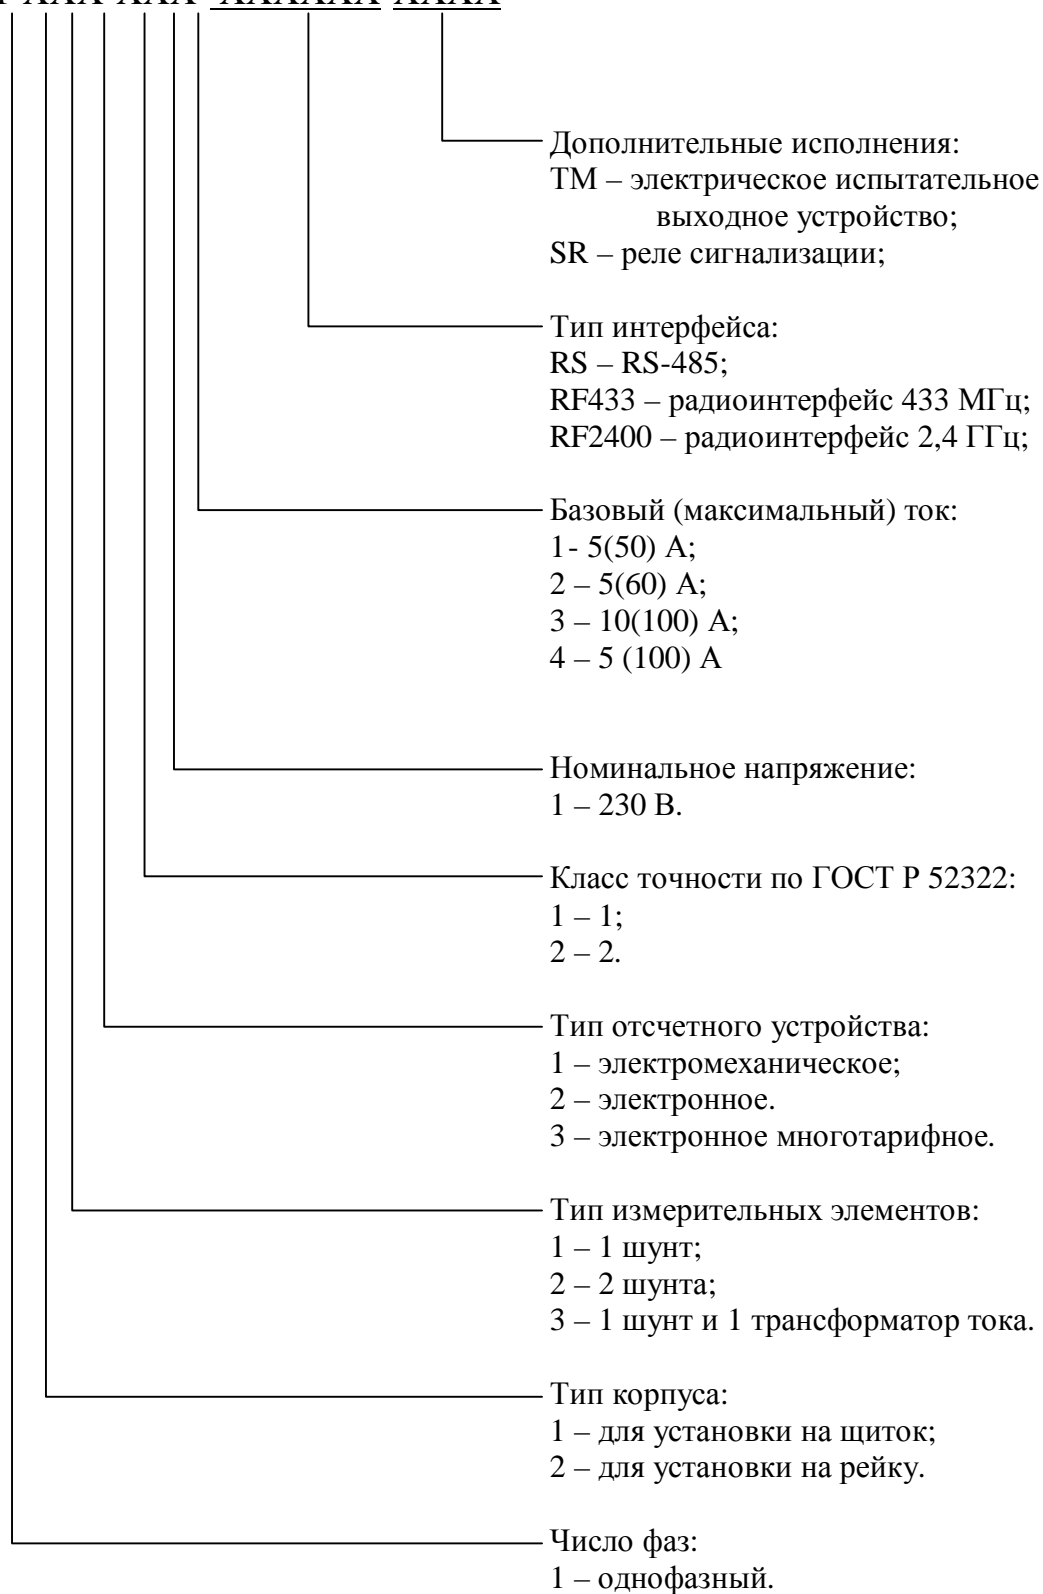 Дополнительные исполнения:
ТМ – электрическое испытательное
выходное устройство;
SR – реле сигнализации;
Тип интерфейса:
RS – RS-485;
RF433 – радиоинтерфейс 433 МГц;
RF2400 – радиоинтерфейс 2,4 ГГц;
Базовый (максимальный) ток:
1- 5(50) А;
2 – 5(60) А;
3 – 10(100) А;
4 – 5 (100) А
Номинальное напряжение:
1 – 230 В.
Класс точности по ГОСТ Р 52322:
1 – 1;
2 – 2.
Тип отсчетного устройства:
1 – электромеханическое;
2 – электронное.
3 – электронное многотарифное.
Тип измерительных элементов:
1 – 1 шунт;
2 – 2 шунта;
3 – 1 шунт и 1 трансформатор тока.
Тип корпуса:
1 – для установки на щиток;
2 – для установки на рейку.
Число фаз:
1 – однофазный.